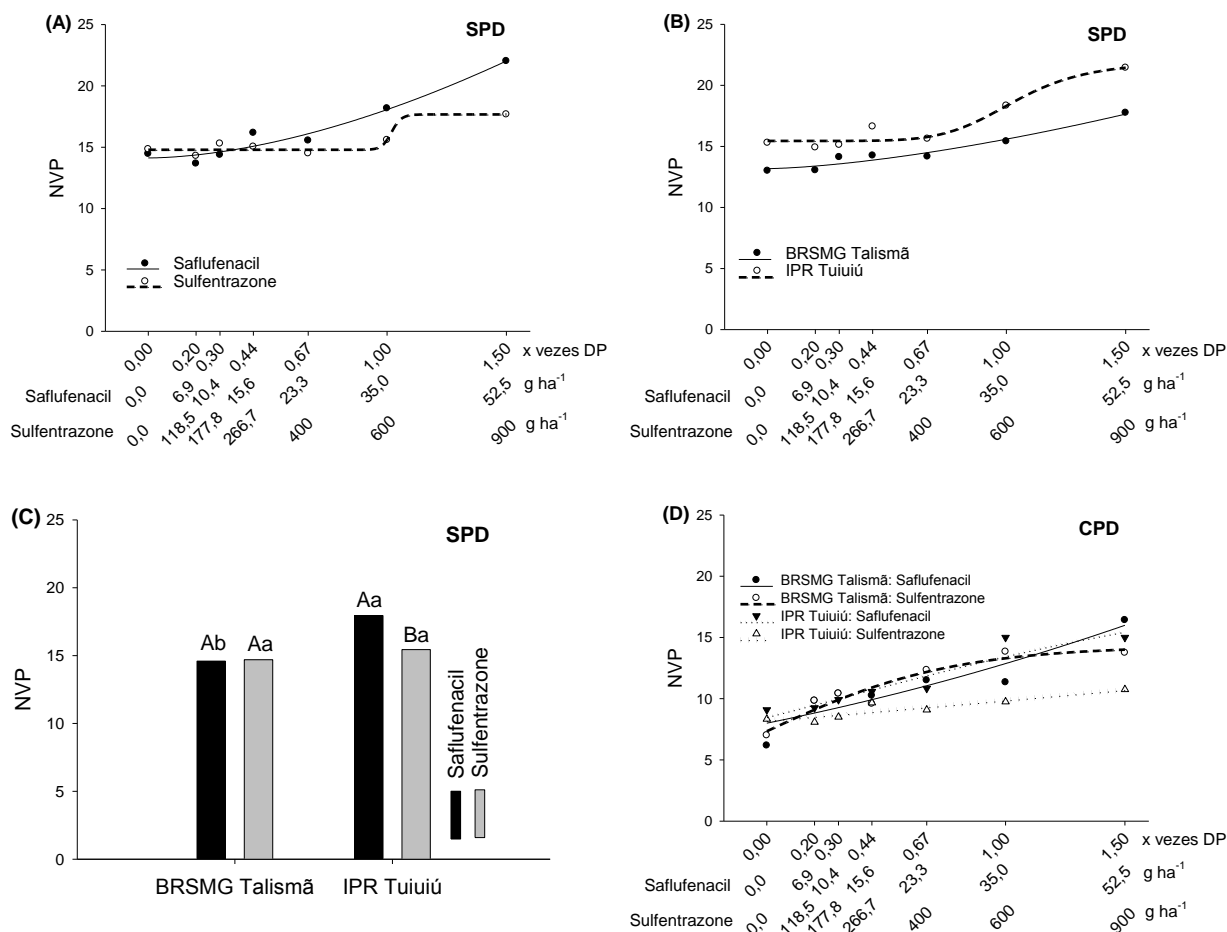 (A)
SPD
25
20
15
10
5
0
NVP
Saflufenacil
Sulfentrazone
0,00 0,20 0,30 0,44 0,67 1,00 1,50 x vezes DP
Saflufenacil 0,0 6,9 10,4 15,6 23,3 35,0 52,5 g ha-1
Sulfentrazone 0,0 118,5 177,8 266,7 400 600 900 g ha-1
(B)
SPD
25
20
15
10
5
0
NVP
BRSMG Talismã
IPR Tuiuiú
0,00 0,20 0,30 0,44 0,67 1,00 1,50 x vezes DP
Saflufenacil 0,0 6,9 10,4 15,6 23,3 35,0 52,5 g ha-1
Sulfentrazone 0,0 118,5 177,8 266,7 400 600 900 g ha-1
(C)
SPD
25
20
15
10
5
0
NVP
Ab Aa
Aa
Ba
Saflufenacil
Sulfentrazone
BRSMG Talismã IPR Tuiuiú
(D)
CPD
25
20
15
10
5
0
NVP
BRSMG Talismã: Saflufenacil
BRSMG Talismã: Sulfentrazone
IPR Tuiuiú: Saflufenacil
IPR Tuiuiú: Sulfentrazone
0,00 0,20 0,30 0,44 0,67 1,00 1,50 x vezes DP
Saflufenacil 0,0 6,9 10,4 15,6 23,3 35,0 52,5 g ha-1
Sulfentrazone 0,0 118,5 177,8 266,7 400 600 900 g ha-1